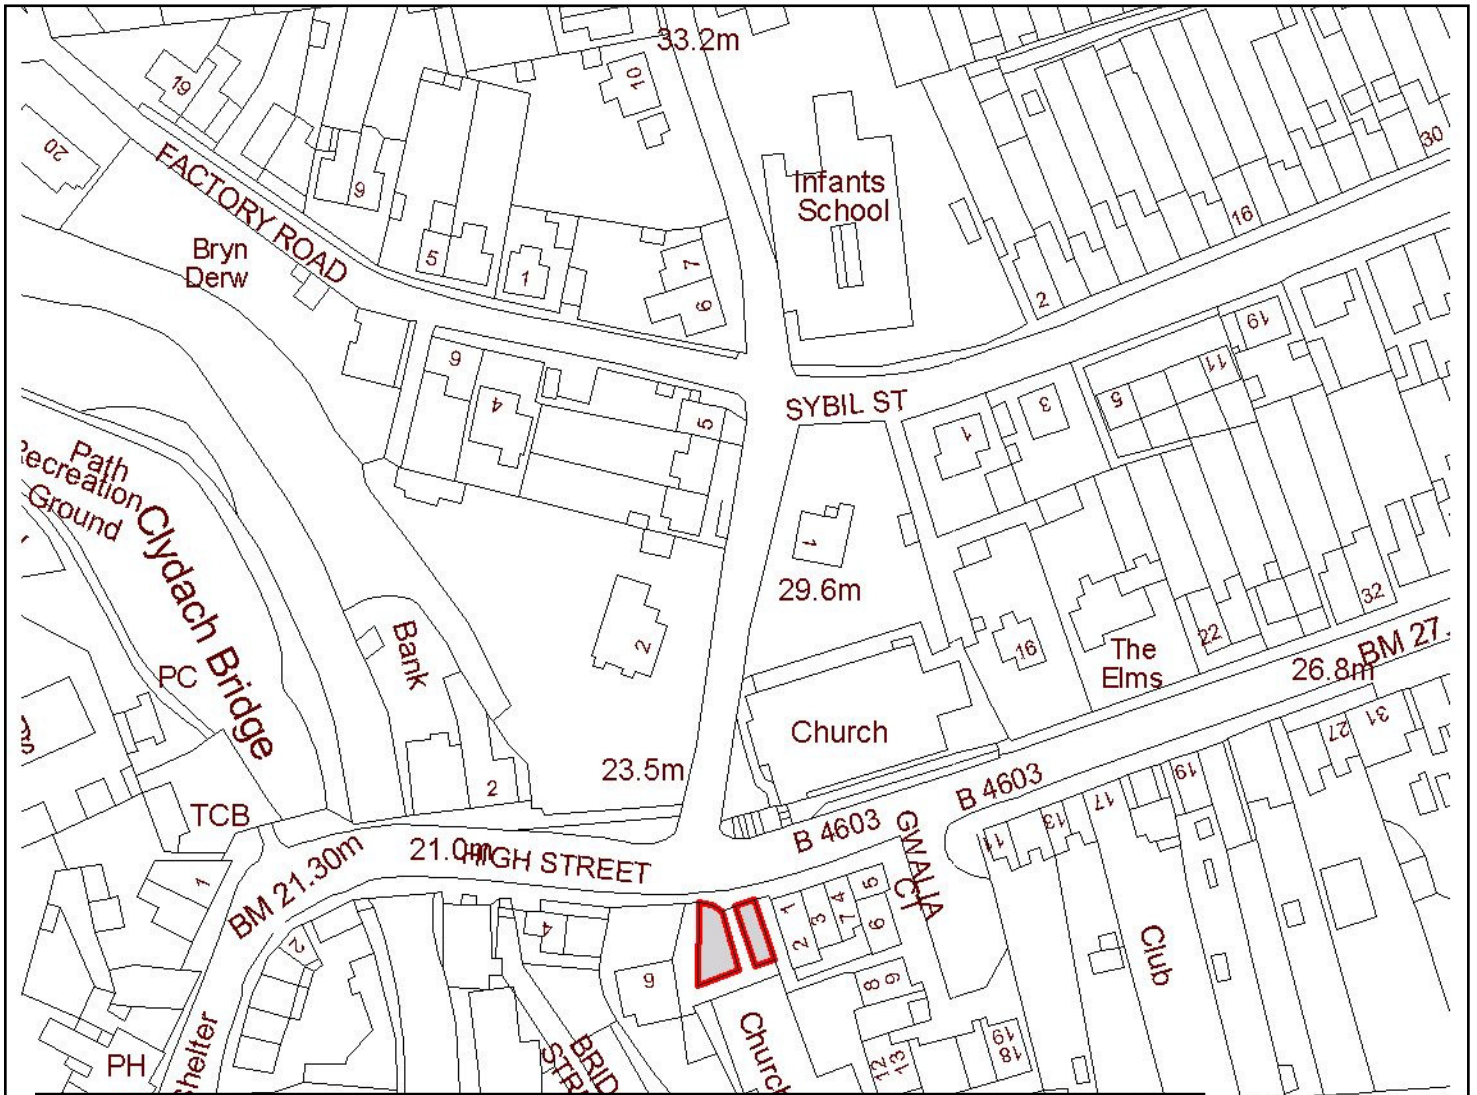 33.2m
19
10
20
FACTORY ROAD
9
Infants
School
30
16
Bryn
Derw
5
1
7
6
2
19
11
9
4
5
SYBIL ST
1
3
5
Path
Recreation
Ground
Clydach Bridge
1
29.6m
Bank
2
16
The
Elms
22
32
BM 27.
26.8m
PC
Church
31
27
23.5m
2
TCB
B 4603
B 4603
19
17
13
11
21.0m
HIGH STREET
BM 21.30m
GWALIA
CT
1
2
4
9
1
2
3
4
7
5
6
8
9
Club
Church
BRID
STRE
12
13
19
18
PH
Shelter